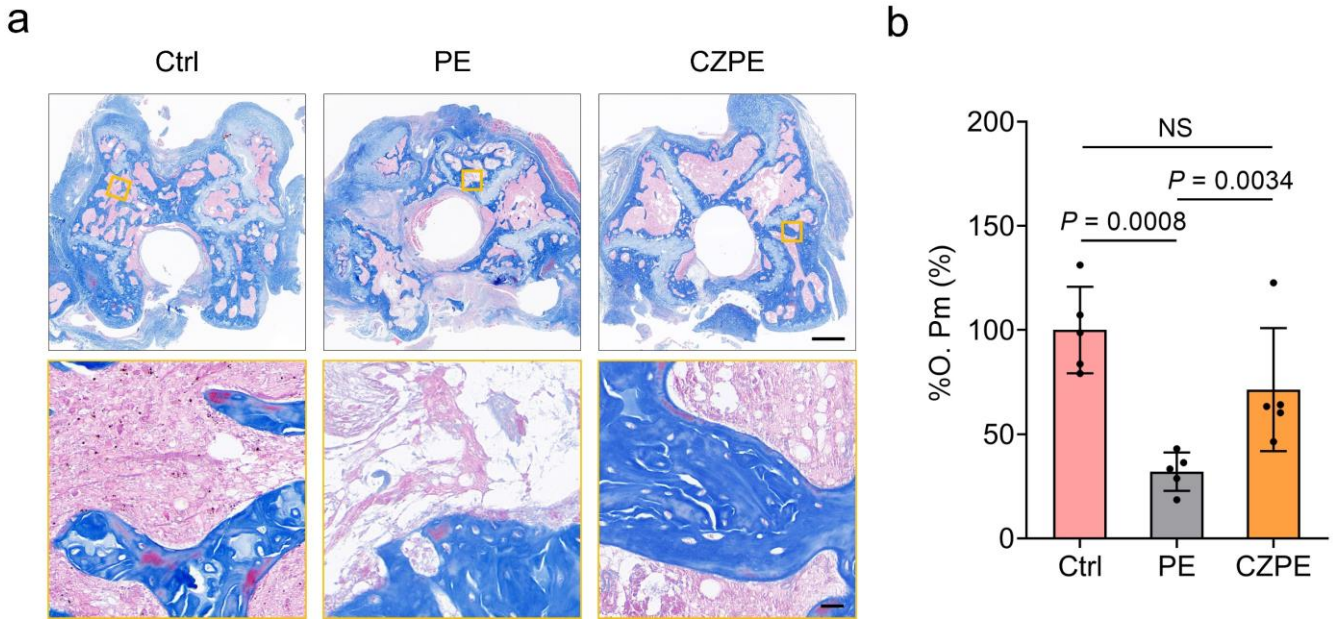 a
Ctrl
PE
CZPE
b
200
150
100
50
0
%O. Pm (%)
NS
P = 0.0034
P = 0.0008
Ctrl
PE
CZPE